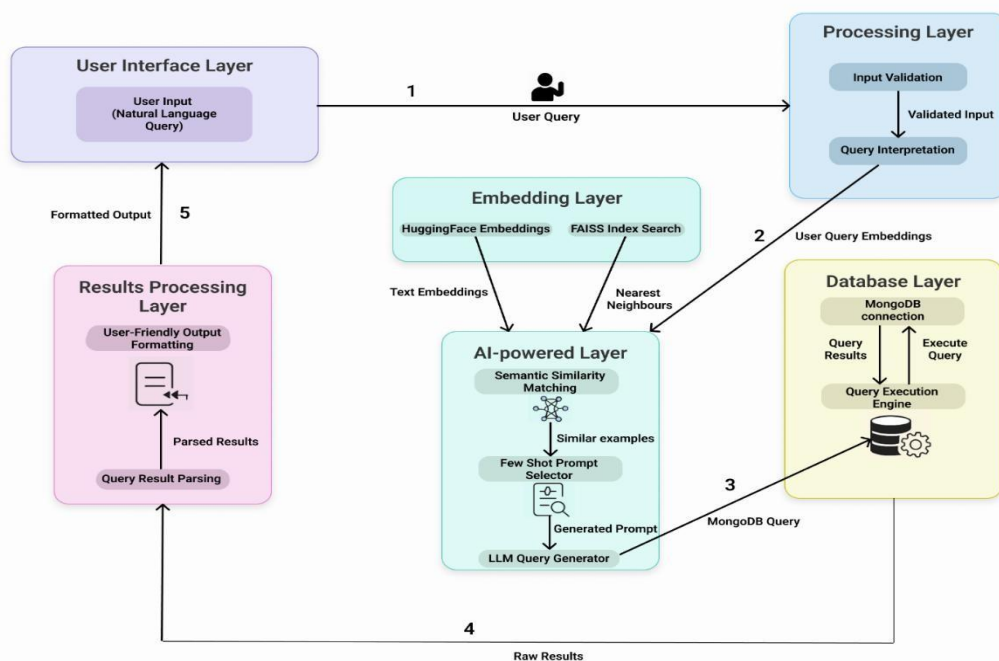 User Interface Layer
User Input
(Natural Language
Query)
1
User Query
Processing Layer
Input Validation
Validated Input
Query Interpretation
Formatted Output
5
Embedding Layer
HuggingFace Embeddings
FAISS Index Search
2
User Query Embeddings
Text Embeddings
Nearest
Neighbours
Results Processing
Layer
User-Friendly Output
Formatting
Parsed Results
Query Result Parsing
AI-powered Layer
Semantic Similarity
Matching
Similar examples
Few Shot Prompt
Selector
Generated Prompt
LLM Query Generator
Database Layer
MongoDB
connection
Query
Results
Execute
Query
Query Execution
Engine
3
MongoDB Query
4
Raw Results